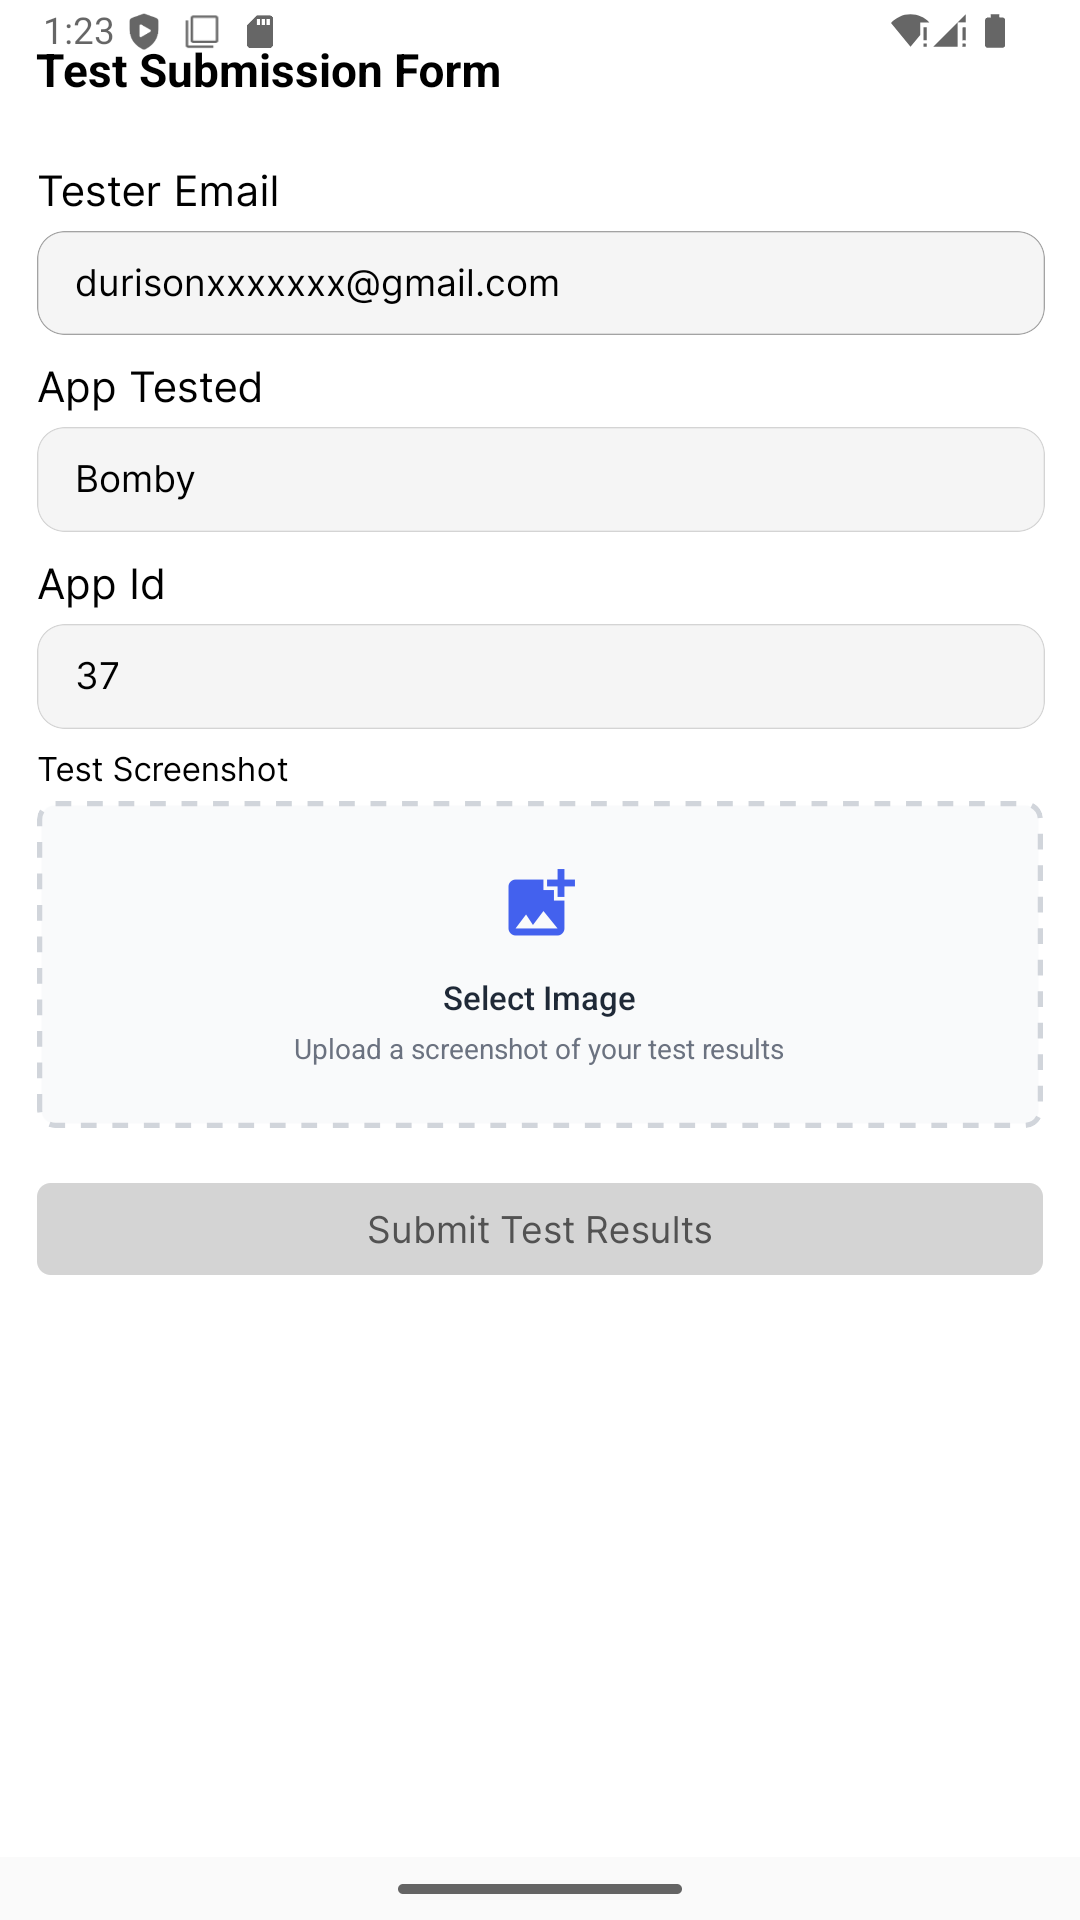 1:23
Test Submission Form
Tester Email
durisonxxxxxxx@gmail.com
App Tested
Bomby
App Id
37
Test Screenshot
Select Image
Upload a screenshot of your test results
Submit Test Results